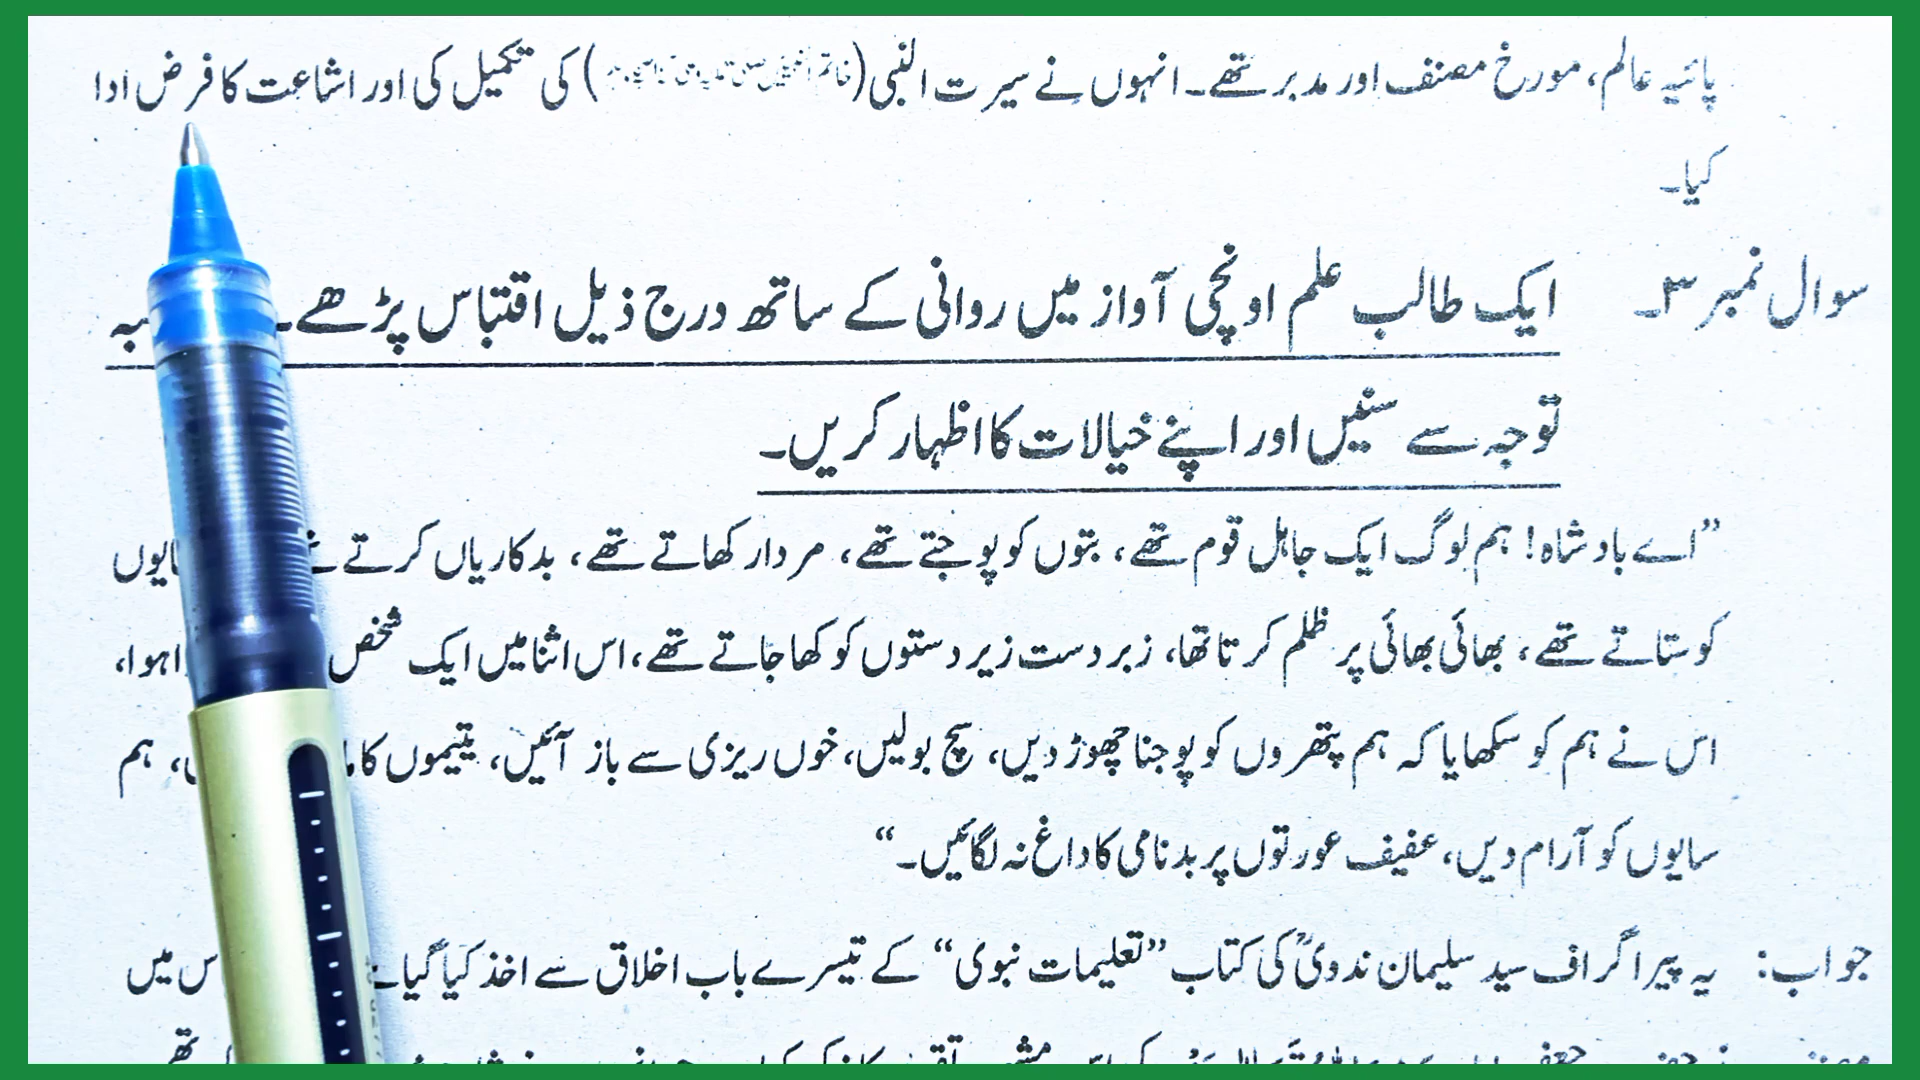 پائیہ عالم، مورخ مصنف اور مدبر تھے۔ انہوں نے سیرت النبی ( ) کی تکمیل کی اور اشاعت کا فرض ادا
کیا۔
سوال نمبر ۳۔ ایک طالب علم اونچی آواز میں روانی کے ساتھ درج ذیل اقتباس پڑھے۔
توجہ سے سنیں اور اپنے خیالات کا اظہار کریں۔
”اے بادشاہ! ہم لوگ ایک جاہل قوم تھے، بتوں کو پوجتے تھے، مردار کھاتے تھے، بدکاریاں کرتے
کو ستاتے تھے، بھائی بھائی پر ظلم کرتا تھا، زبردست زیردستوں کو کھا جاتے تھے، اس اثنا میں ایک شخص ہوا،
اس نے ہم کو سکھایا کہ ہم پتھروں کو پوجنا چھوڑ دیں، سچ بولیں، خوں ریزی سے باز آئیں، یتیموں کا ہم
سایوں کو آرام دیں، عفیف عورتوں پر بدنامی کا داغ نہ لگائیں۔“
جواب: یہ پیراگراف سید سلیمان ندویؒ کی کتاب ”تعلیمات نبوی“ کے تیسرے باب اخلاق سے اخذ کیا گیا میں